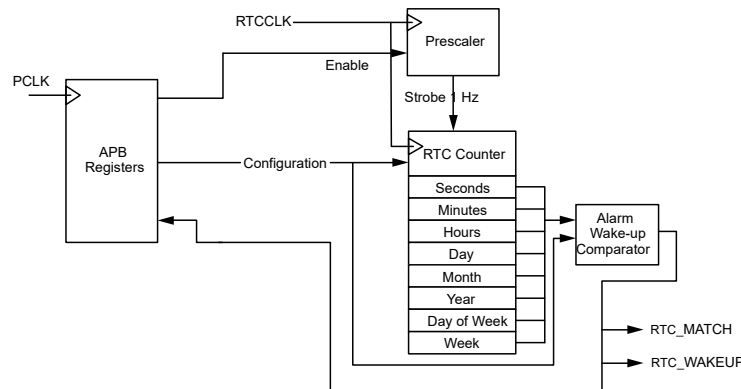 RTCCLK
Prescaler
Enable
PCLK
Strobe 1 Hz
APB
Registers
Configuration
RTC Counter
Seconds
Minutes
Hours
Day
Month
Year
Day of Week
Week
Alarm
Wake-up
Comparator
RTC_MATCH
RTC_WAKEUP